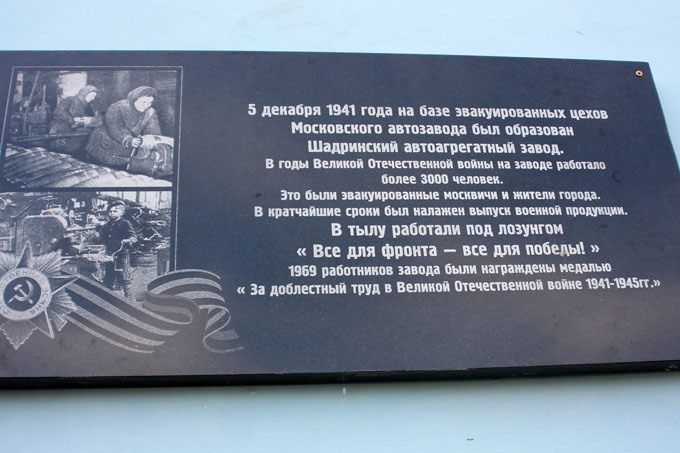 5 декабря 1941 года на базе эвакуированных цехов
Московского автозавода был образован
Шадринский автоагрегатный завод.
В годы Великой Отечественной войны на заводе работало
более 3000 человек.
Это были эвакуированные москвичи и жители города.
В кратчайшие сроки был налажен выпуск военной продукции.
В тылу работали под лозунгом
« Все для фронта — все для победы! »
1969 работников завода были награждены медалью
« За доблестный труд в Великой Отечественной войне 1941-1945гг.»